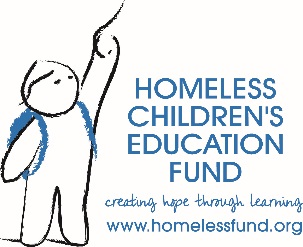 HOMELESS
CHILDREN'S
EDUCATION
FUND
creating hope through learning
www.homelessfund.org